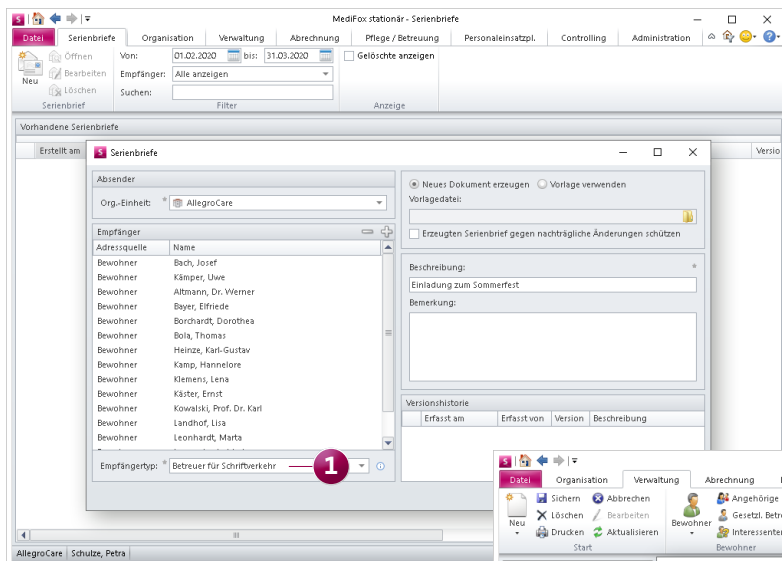 MediFox stationär - Serienbriefe
Datei Serienbriefe Organisation Verwaltung Abrechnung Pflege / Betreuung Personaleinsatzpl. Controlling Administration
Neu
Öffnen
Bearbeiten
Löschen
Serienbrief
Von: 01.02.2020 bis: 31.03.2020
Empfänger: Alle anzeigen
Suchen:
Filter
Gelöschte anzeigen
Anzeige
Vorhandene Serienbriefe
Erstellt am
Versio
Serienbriefe
Absender
Org.-Einheit: * AllegroCare
Empfänger
Adressquelle Name
Bewohner Bach, Josef
Bewohner Kämper, Uwe
Bewohner Altmann, Dr. Werner
Bewohner Bayer, Elfriede
Bewohner Borchardt, Dorothea
Bewohner Bola, Thomas
Bewohner Heinze, Karl-Gustav
Bewohner Kamp, Hannelore
Bewohner Klemens, Lena
Bewohner Käster, Ernst
Bewohner Kowalski, Prof. Dr. Karl
Bewohner Landhof, Lisa
Bewohner Leonhardt, Marta
Empfängertyp: * Betreuer für Schriftverkehr
1
Neues Dokument erzeugen Vorlage verwenden
Vorlagedatei:
Erzeugten Serienbrief gegen nachträgliche Änderungen schützen
Beschreibung: *
Einladung zum Sommerfest
Bemerkung:
Versionshistorie
Erfasst am Erfasst von Version Beschreibung
AllegroCare Schulze, Petra
Datei Organisation Verwaltung Abrechnung
Neu
Sichern Abbrechen
Löschen Bearbeiten
Drucken Aktualisieren
Start
Bewohner
Angehörige
Gesetzl. Betre
Interessenten
Bewohner